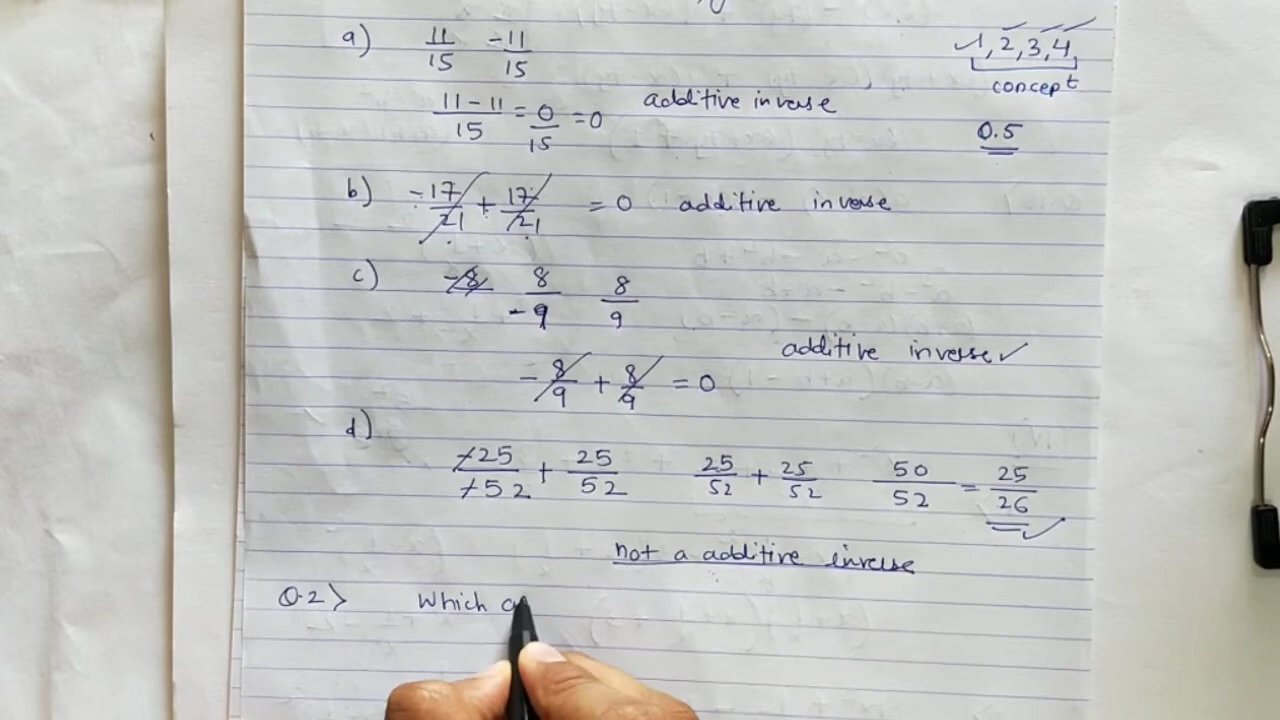 a) 11/15 -11/15
1, 2, 3, 4
concept
11-11/15 = 0/15 = 0 additive inverse
0.5
b) -17/21 + 17/21 = 0 additive inverse
c) -8 8/-9 8/9
additive inverse ✓
-8/9 + 8/9 = 0
d)
-25/-52 + 25/52 25/52 + 25/52 50/52 = 25/26 ✓
not a additive inverse
Q.2> Which